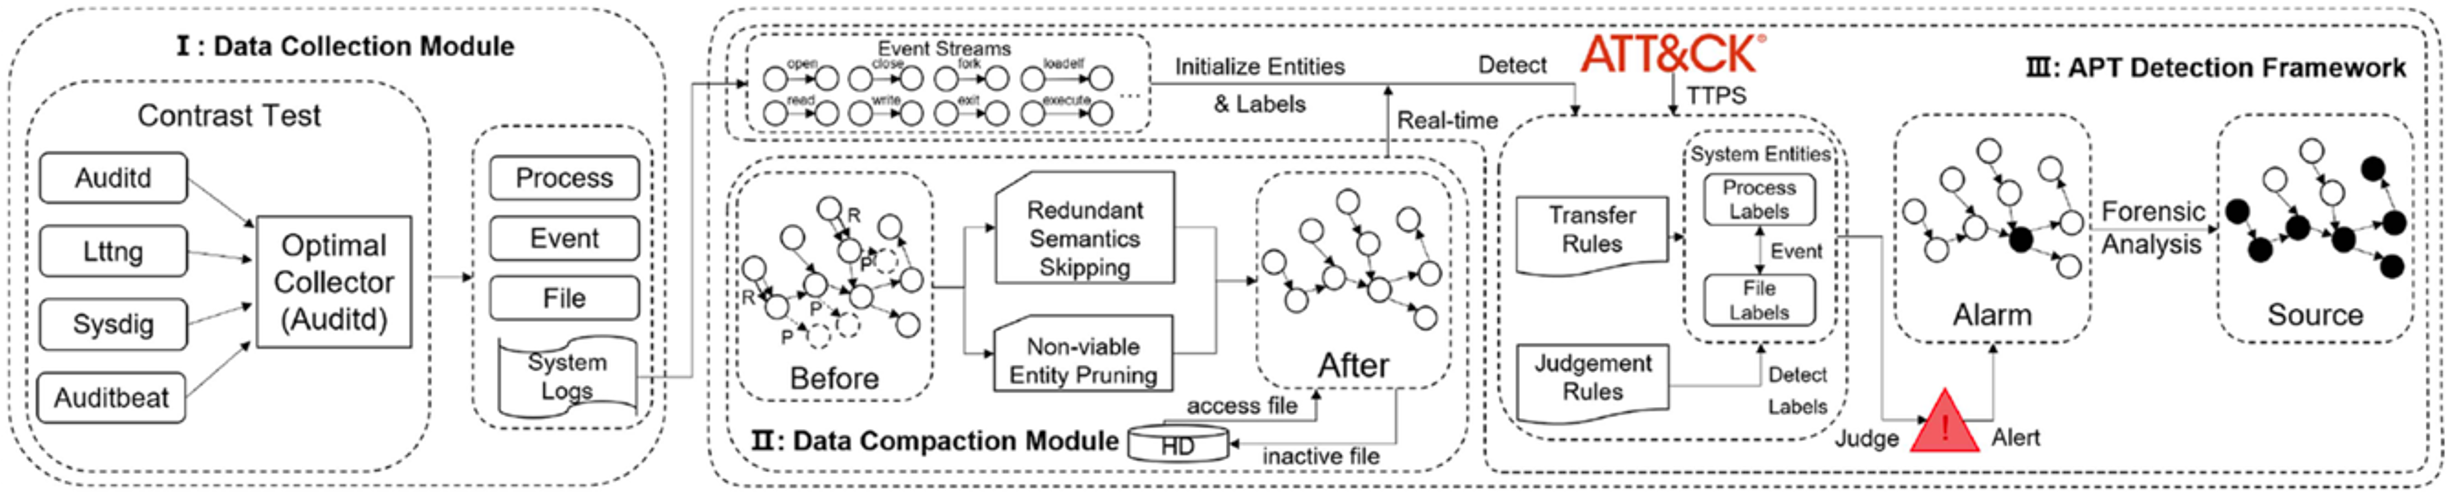 I : Data Collection Module
Contrast Test
Auditd
Lttng
Sysdig
Auditbeat
Optimal
Collector
(Auditd)
Process
Event
File
System
Logs
Event Streams
open
close
fork
loadelf
read
write
exit
execute
...
Initialize Entities
& Labels
Detect
Real-time
R
P
R
P
P
Before
Redundant
Semantics
Skipping
Non-viable
Entity Pruning
After
access file
HD
inactive file
II: Data Compaction Module
ATT&CK®
TTPS
III: APT Detection Framework
Transfer
Rules
Judgement
Rules
System Entities
Process
Labels
Event
File
Labels
Detect
Labels
Judge
!
Alert
Alarm
Forensic
Analysis
Source